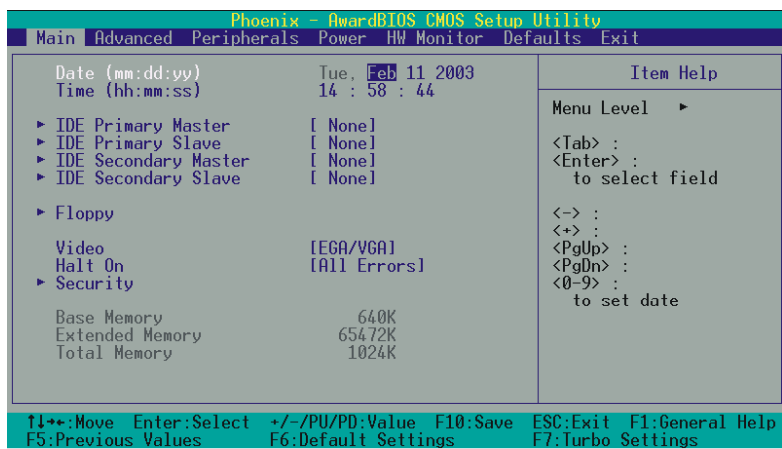 Phoenix - AwardBIOS CMOS Setup Utility
Main Advanced Peripherals Power HW Monitor Defaults Exit
Date (mm:dd:yy) Tue, Feb 11 2003
Time (hh:mm:ss) 14 : 58 : 44
► IDE Primary Master [ None]
► IDE Primary Slave [ None]
► IDE Secondary Master [ None]
► IDE Secondary Slave [ None]
► Floppy
Video [EGA/VGA]
Halt On [All Errors]
► Security
Base Memory 640K
Extended Memory 65472K
Total Memory 1024K
Item Help
Menu Level ►
<Tab> :
<Enter> :
to select field
<-> :
<+> :
<PgUp> :
<PgDn> :
<0-9> :
to set date
↑↓→←:Move Enter:Select +/-/PU/PD:Value F10:Save ESC:Exit F1:General Help
F5:Previous Values F6:Default Settings F7:Turbo Settings